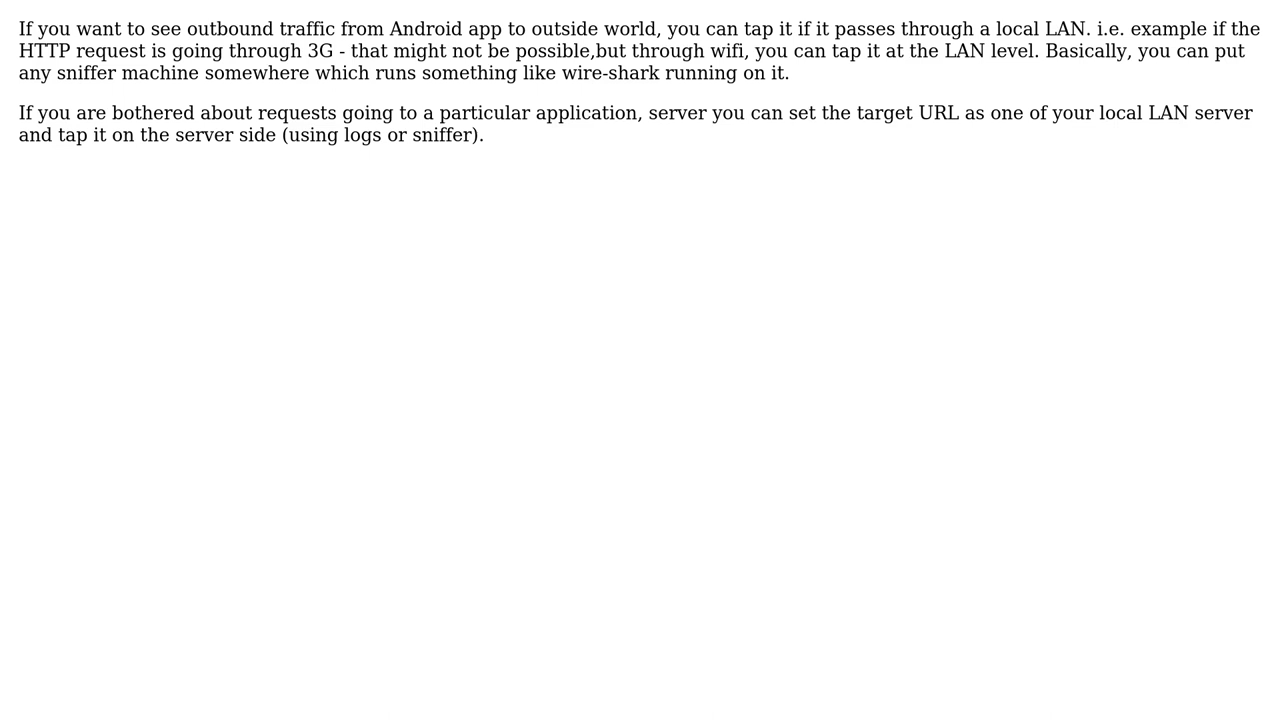 If you want to see outbound traffic from Android app to outside world, you can tap it if it passes through a local LAN. i.e. example if the
HTTP request is going through 3G - that might not be possible,but through wifi, you can tap it at the LAN level. Basically, you can put
any sniffer machine somewhere which runs something like wire-shark running on it.
If you are bothered about requests going to a particular application, server you can set the target URL as one of your local LAN server
and tap it on the server side (using logs or sniffer).